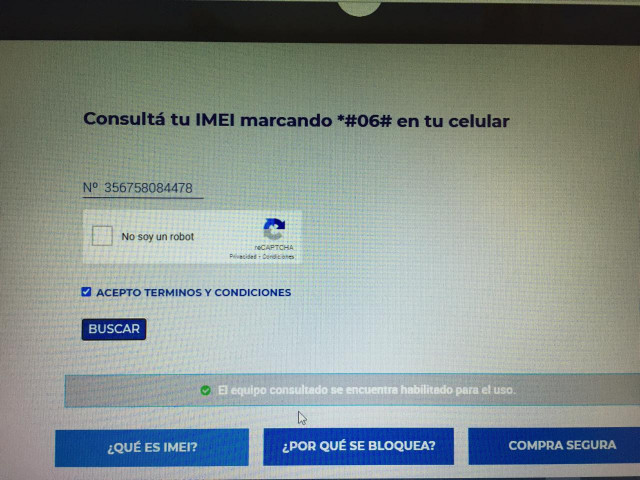 Consultá tu IMEI marcando *#06# en tu celular
Nº 356758084478
No soy un robot
reCAPTCHA
Privacidad - Condiciones
ACEPTO TERMINOS Y CONDICIONES
BUSCAR
El equipo consultado se encuentra habilitado para el uso.
¿QUÉ ES IMEI?
¿POR QUÉ SE BLOQUEA?
COMPRA SEGURA